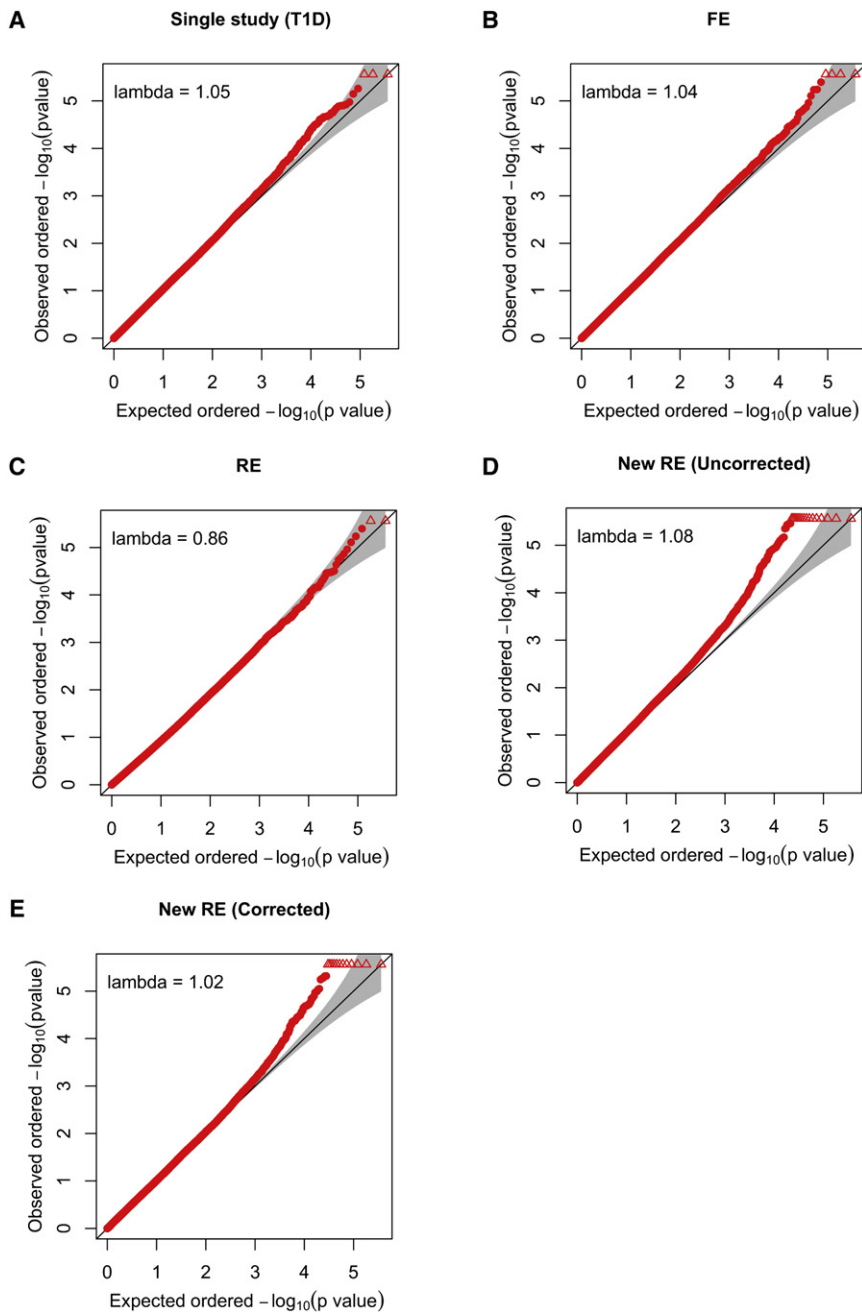 A
Single study (T1D)
lambda = 1.05
Observed ordered −log10(pvalue)
0 1 2 3 4 5
0 1 2 3 4 5
Expected ordered −log10(p value)
B
FE
lambda = 1.04
Observed ordered −log10(pvalue)
0 1 2 3 4 5
0 1 2 3 4 5
Expected ordered −log10(p value)
C
RE
lambda = 0.86
Observed ordered −log10(pvalue)
0 1 2 3 4 5
0 1 2 3 4 5
Expected ordered −log10(p value)
D
New RE (Uncorrected)
lambda = 1.08
Observed ordered −log10(pvalue)
0 1 2 3 4 5
0 1 2 3 4 5
Expected ordered −log10(p value)
E
New RE (Corrected)
lambda = 1.02
Observed ordered −log10(pvalue)
0 1 2 3 4 5
0 1 2 3 4 5
Expected ordered −log10(p value)